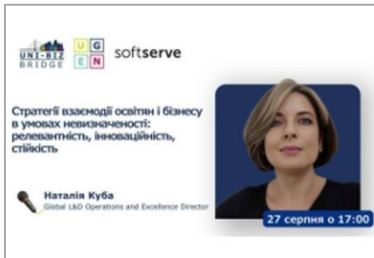 UNI-BIZ
BRIDGE
U G
E N
softserve
Стратегії взаємодії освітян і бізнесу
в умовах невизначеності:
релевантність, інноваційність,
стійкість
Наталія Куба
Global L&D Operations and Excellence Director
27 серпня о 17:00